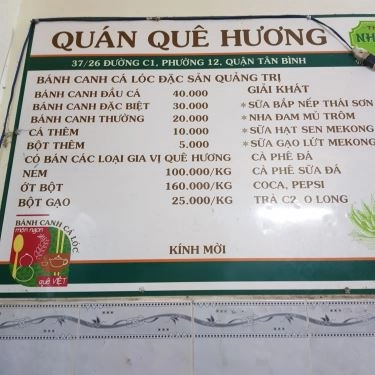 QUÁN QUÊ HƯƠNG
37/26 ĐƯỜNG C1, PHƯỜNG 12, QUẬN TÂN BÌNH
BÁNH CANH CÁ LÓC ĐẶC SẢN QUẢNG TRỊ
BÁNH CANH ĐẦU CÁ 40.000
BÁNH CANH ĐẶC BIỆT 30.000
BÁNH CANH THƯỜNG 20.000
CÁ THÊM 10.000
BỘT THÊM 5.000
CÓ BÁN CÁC LOẠI GIA VỊ QUÊ HƯƠNG
NÉM 100.000/KG
ỚT BỘT 160.000/KG
BỘT GẠO 25.000/KG
GIẢI KHÁT
* SỮA BẮP NẾP THÁI SƠN
* NHA ĐAM MỦ TRÔM
* SỮA HẠT SEN MEKONG
* SỮA GẠO LỨT MEKONG
CÀ PHÊ ĐÁ
CÀ PHÊ SỮA ĐÁ
COCA, PEPSI
TRÀ C2, O LONG
BÁNH CANH CÁ LÓC
món ngon
quê VIỆT
KÍNH MỜI